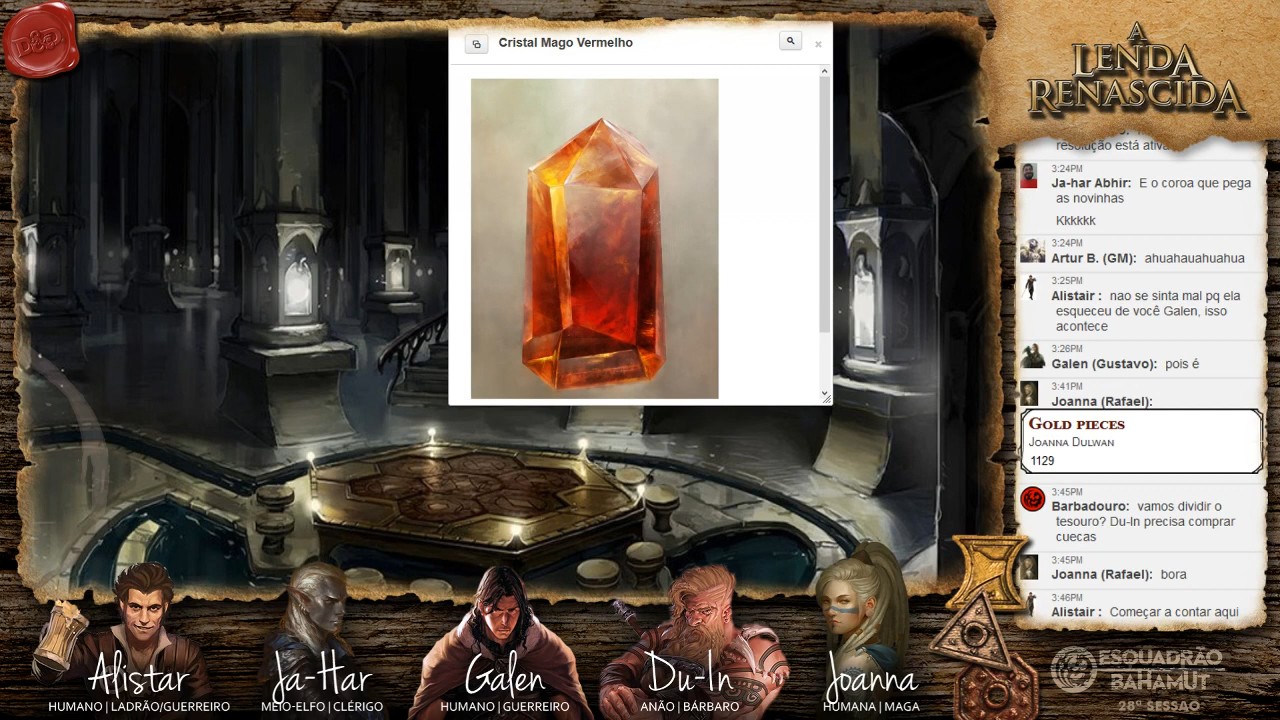 D&D
Cristal Mago Vermelho
A
LENDA
RENASCIDA
resolução está ativa
3:24PM
Ja-har Abhir: E o coroa que pega
as novinhas
Kkkkkk
3:24PM
Artur B. (GM): ahuahauahuahua
3:25PM
Alistair : nao se sinta mal pq ela
esqueceu de você Galen, isso
acontece
3:26PM
Galen (Gustavo): pois é
3:41PM
Joanna (Rafael):
GOLD PIECES
JOANNA DULWAN
1129
3:45PM
Barbadouro: vamos dividir o
tesouro? Du-In precisa comprar
cuecas
3:45PM
Joanna (Rafael): bora
3:46PM
Alistair : Começar a contar aqui
Alistar
HUMANO | LADRÃO/GUERREIRO
Ja-Har
MEIO-ELFO | CLÉRIGO
Galen
HUMANO | GUERREIRO
Du-In
ANÃO | BÁRBARO
Joanna
HUMANA | MAGA
ESQUADRÃO
BAHAMUT
28ª SESSÃO